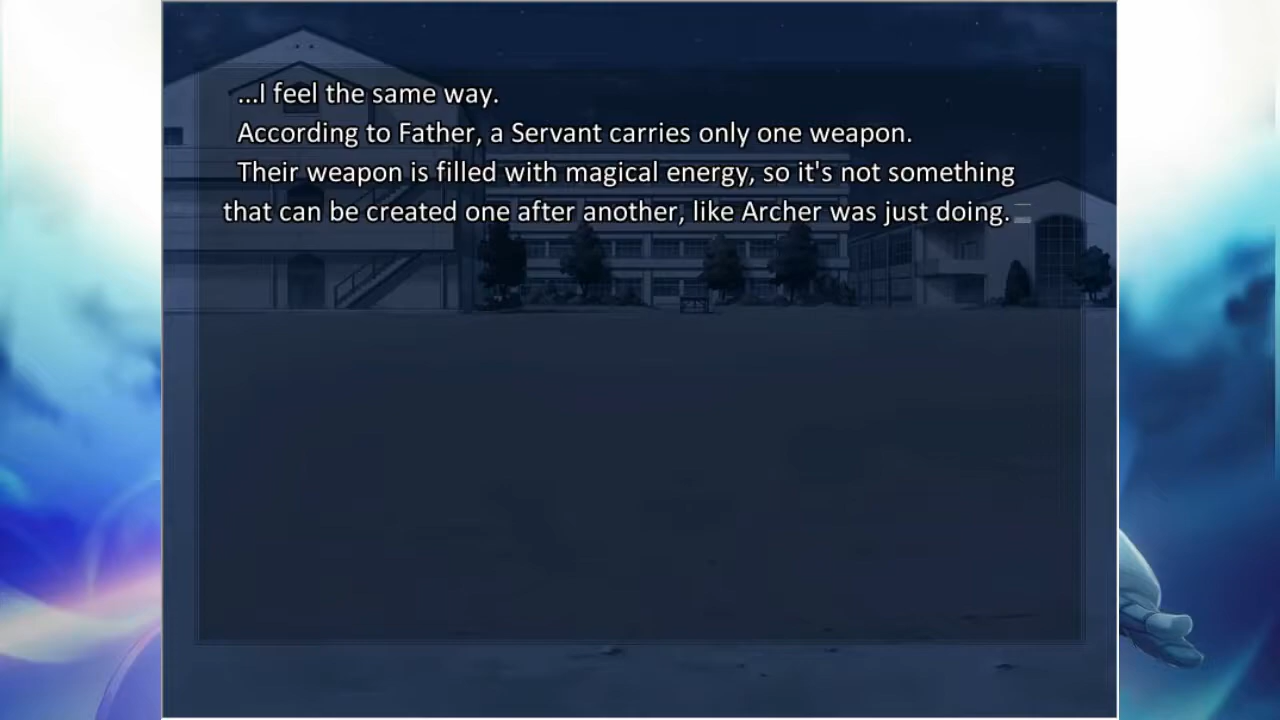 ...I feel the same way.
According to Father, a Servant carries only one weapon.
Their weapon is filled with magical energy, so it's not something
that can be created one after another, like Archer was just doing.